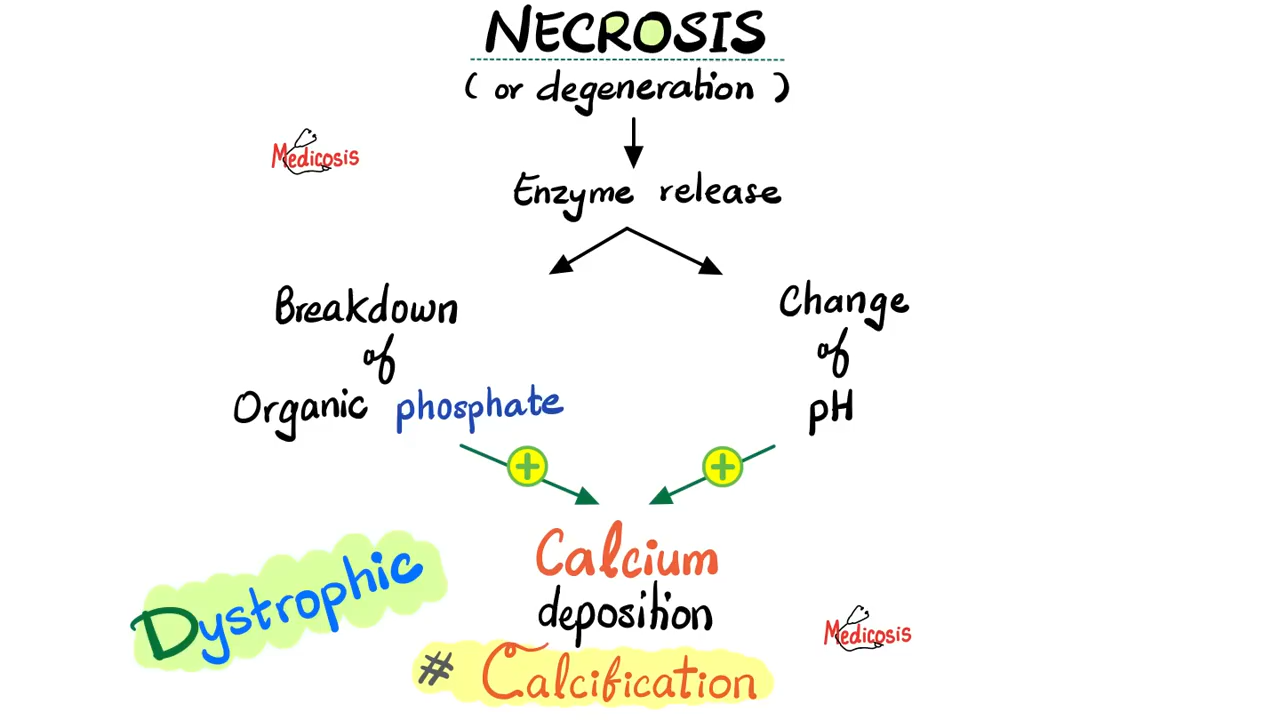 NECROSIS
( or degeneration )
Medicosis
Enzyme release
Breakdown
of
Organic phosphate
Change
of
pH
+
+
Calcium
deposition
Dystrophic
# Calcification
Medicosis